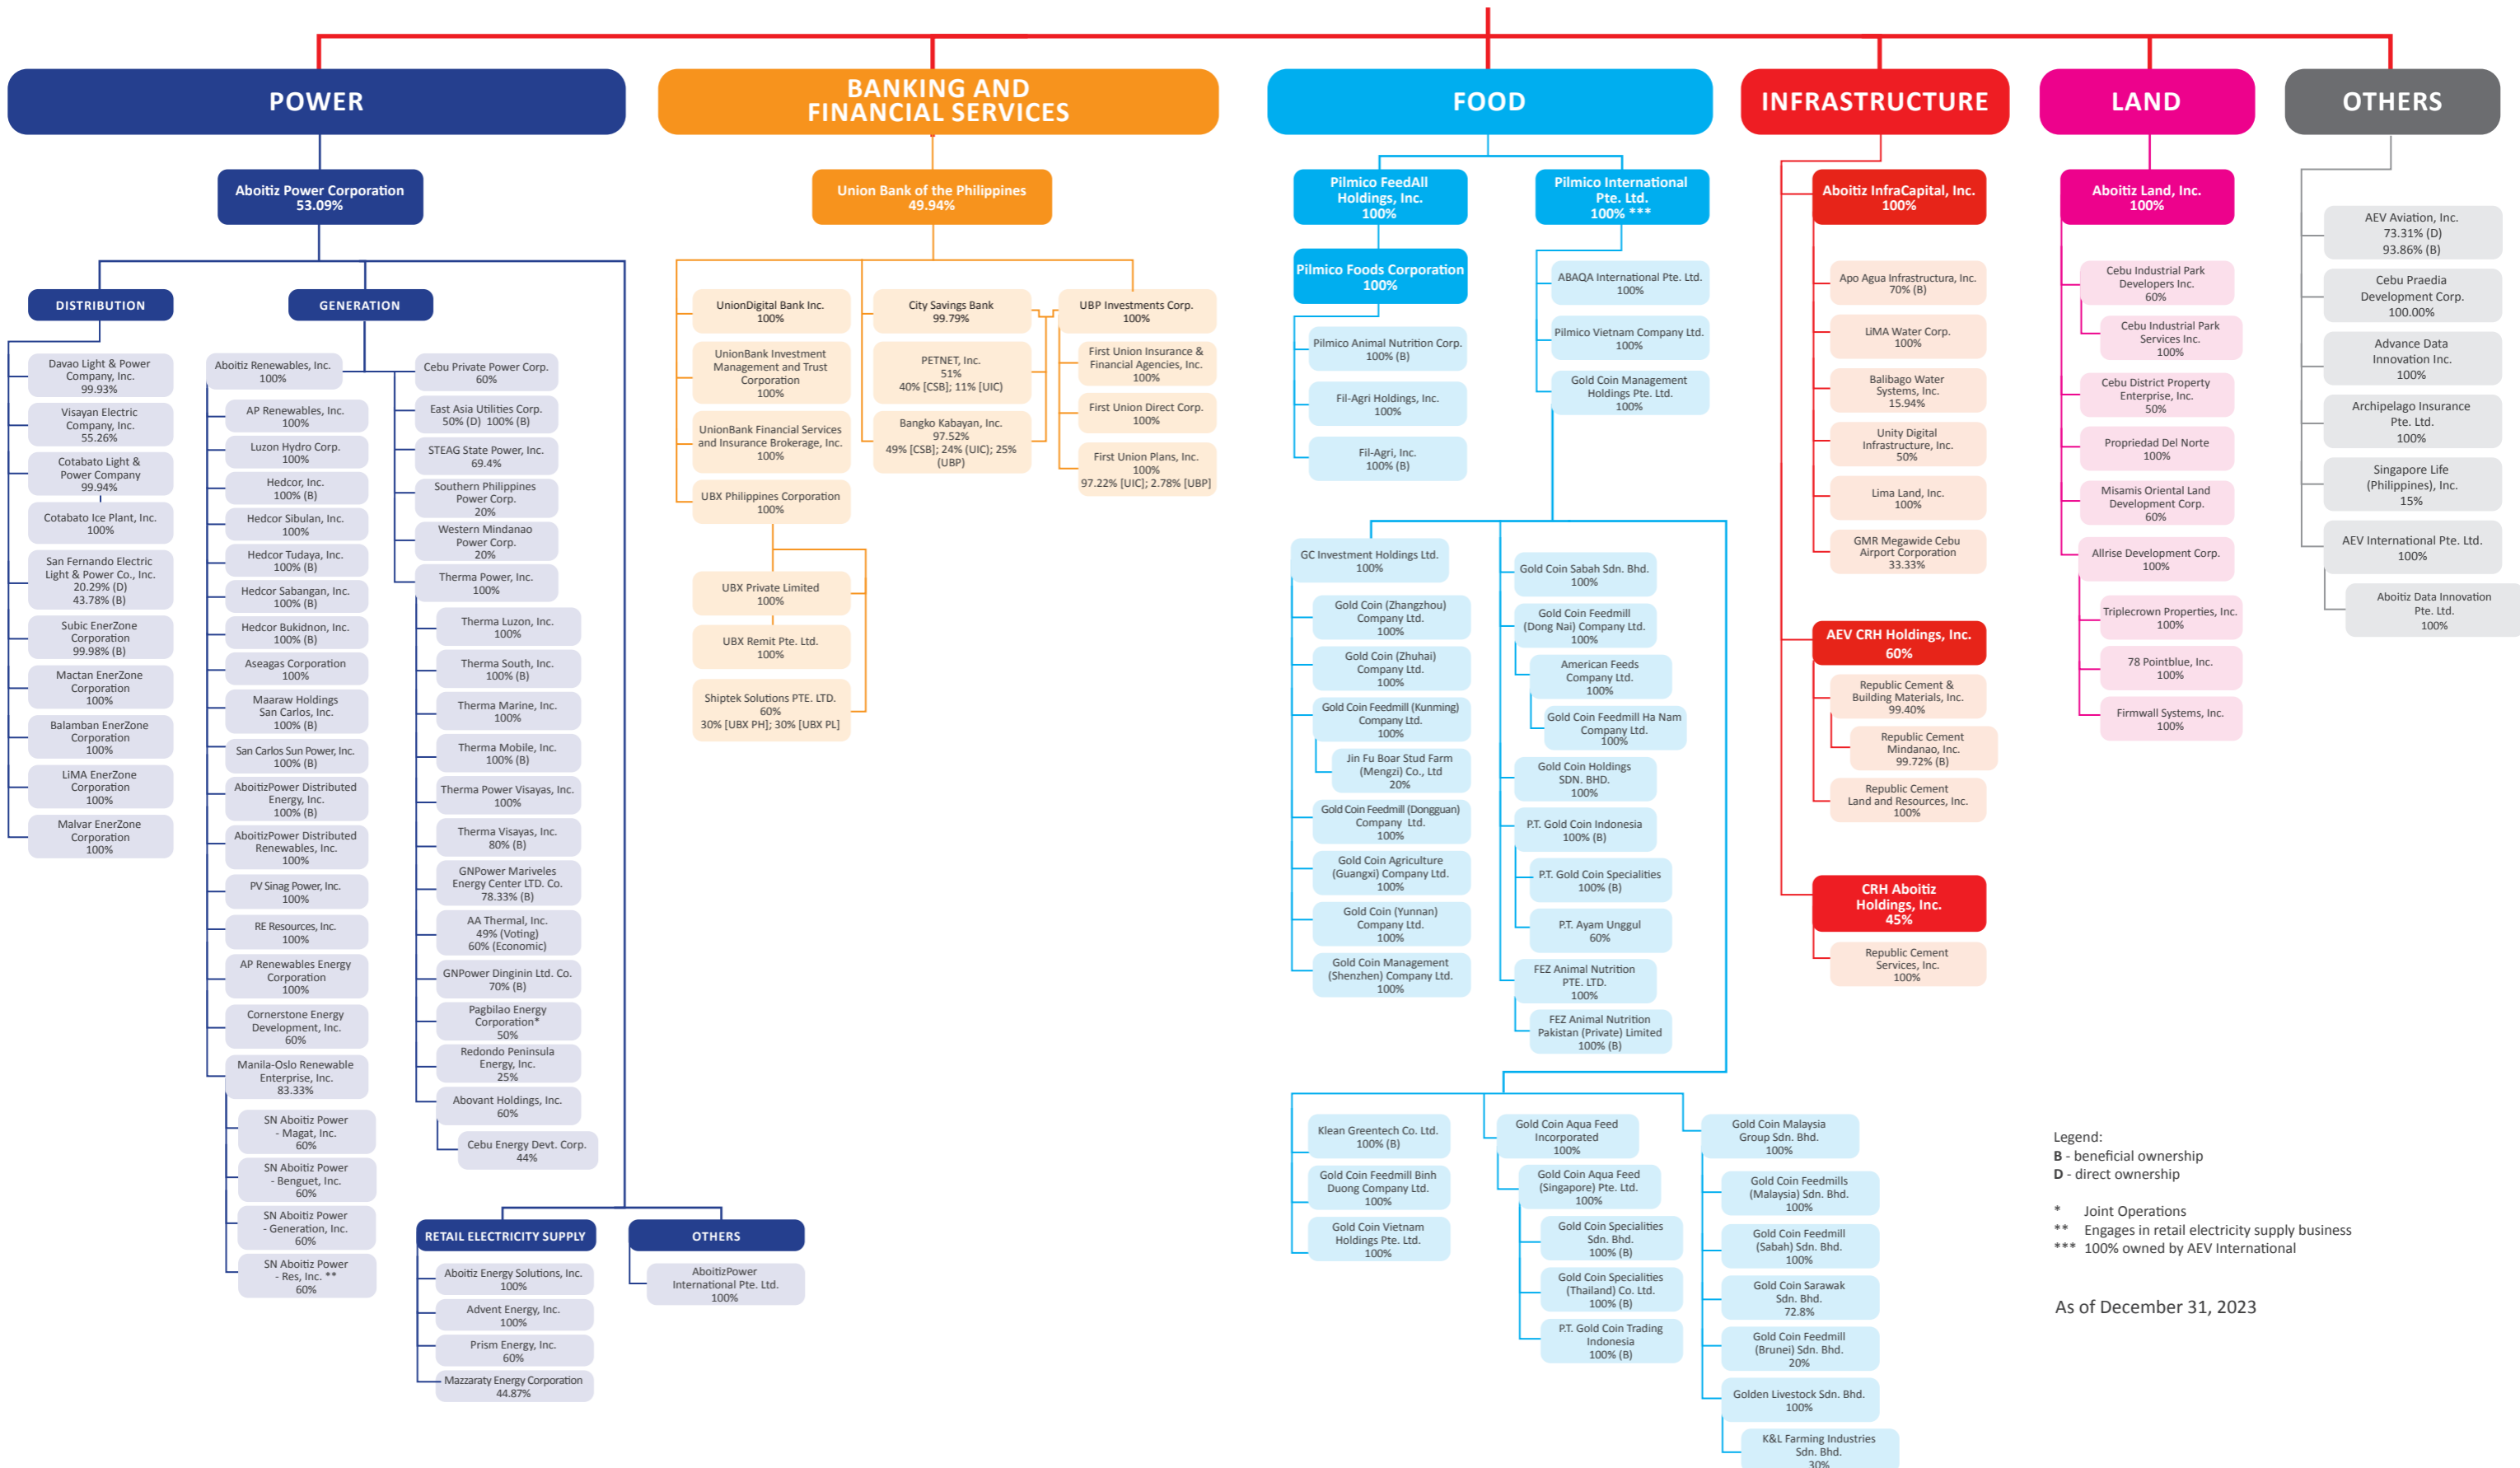 POWER
Aboitiz Power Corporation
53.09%
DISTRIBUTION
Davao Light & Power
Company, Inc.
99.93%
Visayan Electric
Company, Inc.
55.26%
Cotabato Light &
Power Company
99.94%
Cotabato Ice Plant, Inc.
100%
San Fernando Electric
Light & Power Co., Inc.
20.29% (D)
43.78% (B)
Subic EnerZone
Corporation
99.98% (B)
Mactan EnerZone
Corporation
100%
Balamban EnerZone
Corporation
100%
LiMA EnerZone
Corporation
100%
Malvar EnerZone
Corporation
100%
GENERATION
Aboitiz Renewables, Inc.
100%
AP Renewables, Inc.
100%
Luzon Hydro Corp.
100%
Hedcor, Inc.
100% (B)
Hedcor Sibulan, Inc.
100%
Hedcor Tudaya, Inc.
100% (B)
Hedcor Sabangan, Inc.
100% (B)
Hedcor Bukidnon, Inc.
100% (B)
Aseagas Corporation
100%
Maaraw Holdings
San Carlos, Inc.
100% (B)
San Carlos Sun Power, Inc.
100% (B)
AboitizPower Distributed
Energy, Inc.
100% (B)
AboitizPower Distributed
Renewables, Inc.
100%
PV Sinag Power, Inc.
100%
RE Resources, Inc.
100%
AP Renewables Energy
Corporation
100%
Cornerstone Energy
Development, Inc.
60%
Manila-Oslo Renewable
Enterprise, Inc.
83.33%
SN Aboitiz Power
- Magat, Inc.
60%
SN Aboitiz Power
- Benguet, Inc.
60%
SN Aboitiz Power
- Generation, Inc.
60%
SN Aboitiz Power
- Res, Inc. **
60%
Cebu Private Power Corp.
60%
East Asia Utilities Corp.
50% (D) 100% (B)
STEAG State Power, Inc.
69.4%
Southern Philippines
Power Corp.
20%
Western Mindanao
Power Corp.
20%
Therma Power, Inc.
100%
Therma Luzon, Inc.
100%
Therma South, Inc.
100% (B)
Therma Marine, Inc.
100%
Therma Mobile, Inc.
100% (B)
Therma Power Visayas, Inc.
100%
Therma Visayas, Inc.
80% (B)
GNPower Mariveles
Energy Center LTD. Co.
78.33% (B)
AA Thermal, Inc.
49% (Voting)
60% (Economic)
GNPower Dinginin Ltd. Co.
70% (B)
Pagbilao Energy
Corporation*
50%
Redondo Peninsula
Energy, Inc.
25%
Abovant Holdings, Inc.
60%
Cebu Energy Devt. Corp.
44%
RETAIL ELECTRICITY SUPPLY
Aboitiz Energy Solutions, Inc.
100%
Advent Energy, Inc.
100%
Prism Energy, Inc.
60%
Mazzaraty Energy Corporation
44.87%
OTHERS
AboitizPower
International Pte. Ltd.
100%
BANKING AND
FINANCIAL SERVICES
Union Bank of the Philippines
49.94%
UnionDigital Bank Inc.
100%
UnionBank Investment
Management and Trust
Corporation
100%
UnionBank Financial Services
and Insurance Brokerage, Inc.
100%
UBX Philippines Corporation
100%
UBX Private Limited
100%
UBX Remit Pte. Ltd.
100%
Shiptek Solutions PTE. LTD.
60%
30% [UBX PH]; 30% [UBX PL]
City Savings Bank
99.79%
PETNET, Inc.
51%
40% [CSB]; 11% [UIC)
Bangko Kabayan, Inc.
97.52%
49% [CSB]; 24% (UIC); 25%
(UBP)
UBP Investments Corp.
100%
First Union Insurance &
Financial Agencies, Inc.
100%
First Union Direct Corp.
100%
First Union Plans, Inc.
100%
97.22% [UIC]; 2.78% [UBP]
FOOD
Pilmico FeedAll
Holdings, Inc.
100%
Pilmico Foods Corporation
100%
Pilmico Animal Nutrition Corp.
100% (B)
Fil-Agri Holdings, Inc.
100%
Fil-Agri, Inc.
100% (B)
Pilmico International
Pte. Ltd.
100% ***
ABAQA International Pte. Ltd.
100%
Pilmico Vietnam Company Ltd.
100%
Gold Coin Management
Holdings Pte. Ltd.
100%
GC Investment Holdings Ltd.
100%
Gold Coin (Zhangzhou)
Company Ltd.
100%
Gold Coin (Zhuhai)
Company Ltd.
100%
Gold Coin Feedmill (Kunming)
Company Ltd.
100%
Jin Fu Boar Stud Farm
(Mengzi) Co., Ltd
20%
Gold Coin Feedmill (Dongguan)
Company Ltd.
100%
Gold Coin Agriculture
(Guangxi) Company Ltd.
100%
Gold Coin (Yunnan)
Company Ltd.
100%
Gold Coin Management
(Shenzhen) Company Ltd.
100%
Gold Coin Sabah Sdn. Bhd.
100%
Gold Coin Feedmill
(Dong Nai) Company Ltd.
100%
American Feeds
Company Ltd.
100%
Gold Coin Feedmill Ha Nam
Company Ltd.
100%
Gold Coin Holdings
SDN. BHD.
100%
P.T. Gold Coin Indonesia
100% (B)
P.T. Gold Coin Specialities
100% (B)
P.T. Ayam Unggul
60%
FEZ Animal Nutrition
PTE. LTD.
100%
FEZ Animal Nutrition
Pakistan (Private) Limited
100% (B)
Klean Greentech Co. Ltd.
100% (B)
Gold Coin Feedmill Binh
Duong Company Ltd.
100%
Gold Coin Vietnam
Holdings Pte. Ltd.
100%
Gold Coin Aqua Feed
Incorporated
100%
Gold Coin Aqua Feed
(Singapore) Pte. Ltd.
100%
Gold Coin Specialities
Sdn. Bhd.
100% (B)
Gold Coin Specialities
(Thailand) Co. Ltd.
100% (B)
P.T. Gold Coin Trading
Indonesia
100% (B)
Gold Coin Malaysia
Group Sdn. Bhd.
100%
Gold Coin Feedmills
(Malaysia) Sdn. Bhd.
100%
Gold Coin Feedmill
(Sabah) Sdn. Bhd.
100%
Gold Coin Sarawak
Sdn. Bhd.
72.8%
Gold Coin Feedmill
(Brunei) Sdn. Bhd.
20%
Golden Livestock Sdn. Bhd.
100%
K&L Farming Industries
Sdn. Bhd.
30%
INFRASTRUCTURE
Aboitiz InfraCapital, Inc.
100%
Apo Agua Infrastructura, Inc.
70% (B)
LiMA Water Corp.
100%
Balibago Water
Systems, Inc.
15.94%
Unity Digital
Infrastructure, Inc.
50%
Lima Land, Inc.
100%
GMR Megawide Cebu
Airport Corporation
33.33%
AEV CRH Holdings, Inc.
60%
Republic Cement &
Building Materials, Inc.
99.40%
Republic Cement
Mindanao, Inc.
99.72% (B)
Republic Cement
Land and Resources, Inc.
100%
CRH Aboitiz
Holdings, Inc.
45%
Republic Cement
Services, Inc.
100%
LAND
Aboitiz Land, Inc.
100%
Cebu Industrial Park
Developers Inc.
60%
Cebu Industrial Park
Services Inc.
100%
Cebu District Property
Enterprise, Inc.
50%
Propriedad Del Norte
100%
Misamis Oriental Land
Development Corp.
60%
Allrise Development Corp.
100%
Triplecrown Properties, Inc.
100%
78 Pointblue, Inc.
100%
Firmwall Systems, Inc.
100%
OTHERS
AEV Aviation, Inc.
73.31% (D)
93.86% (B)
Cebu Praedia
Development Corp.
100.00%
Advance Data
Innovation Inc.
100%
Archipelago Insurance
Pte. Ltd.
100%
Singapore Life
(Philippines), Inc.
15%
AEV International Pte. Ltd.
100%
Aboitiz Data Innovation
Pte. Ltd.
100%
Legend:
B - beneficial ownership
D - direct ownership
* Joint Operations
** Engages in retail electricity supply business
*** 100% owned by AEV International
As of December 31, 2023